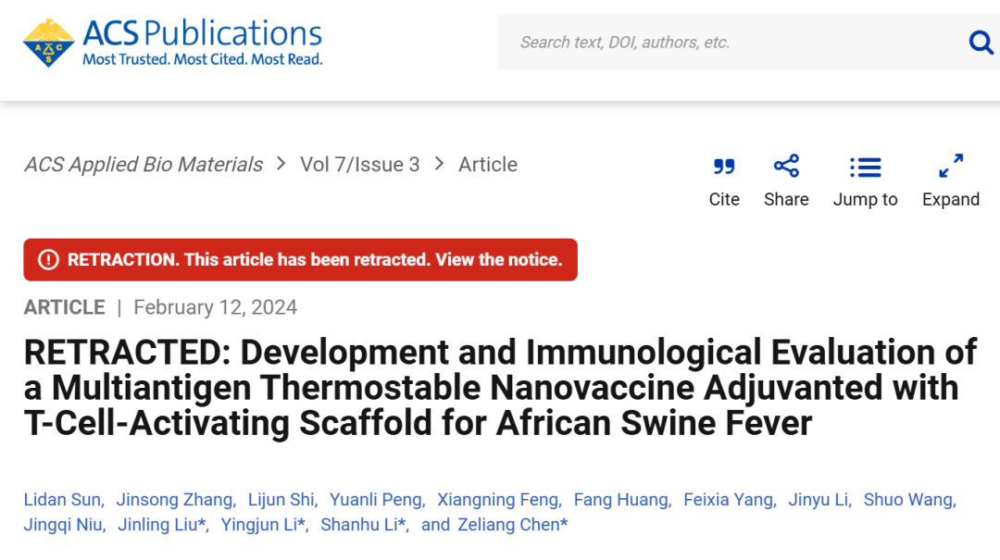 ACS Publications
Most Trusted. Most Cited. Most Read.
A C S
Search text, DOI, authors, etc.
ACS Applied Bio Materials > Vol 7/Issue 3 > Article
Cite Share Jump to Expand
RETRACTION. This article has been retracted. View the notice.
ARTICLE | February 12, 2024
RETRACTED: Development and Immunological Evaluation of
a Multiantigen Thermostable Nanovaccine Adjuvanted with
T-Cell-Activating Scaffold for African Swine Fever
Lidan Sun, Jinsong Zhang, Lijun Shi, Yuanli Peng, Xiangning Feng, Fang Huang, Feixia Yang, Jinyu Li, Shuo Wang,
Jingqi Niu, Jinling Liu*, Yingjun Li*, Shanhu Li*, and Zeliang Chen*